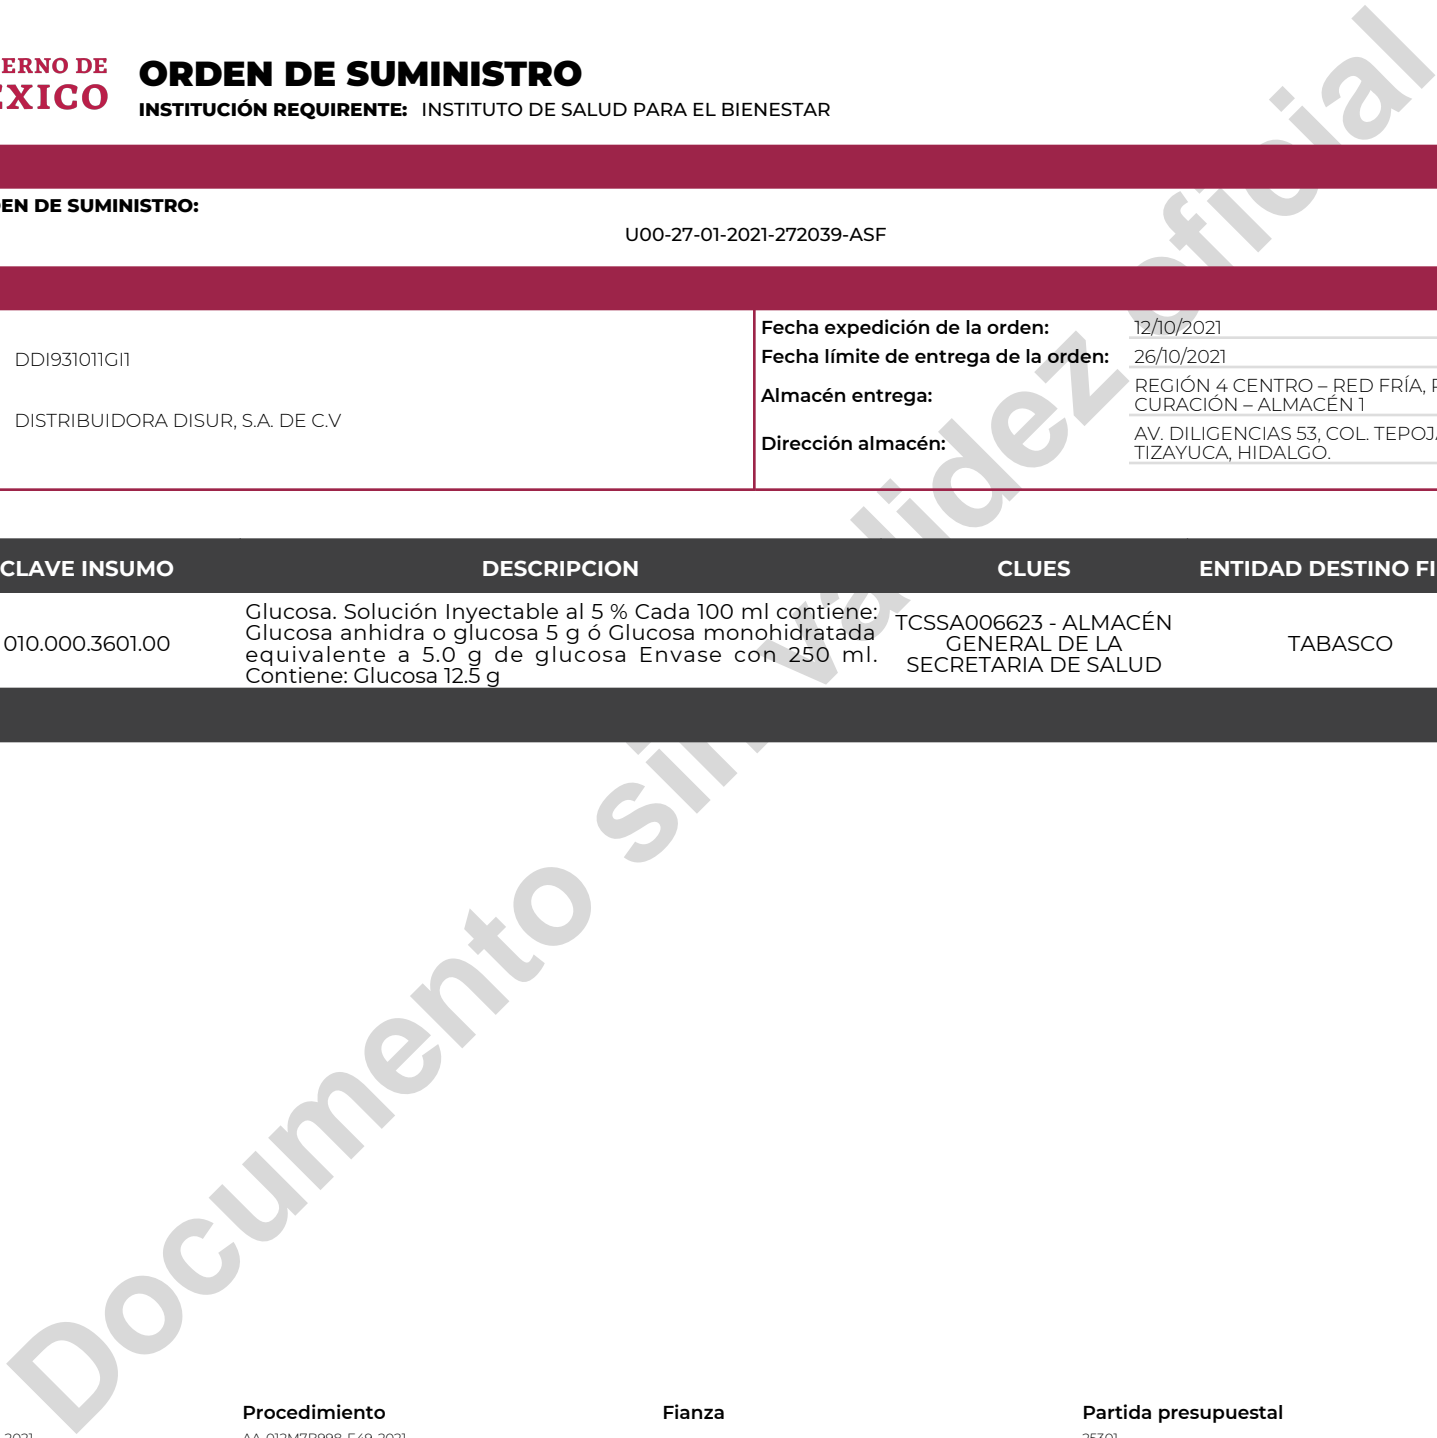 ORDEN DE SUMINISTRO
INSTITUCIÓN REQUIRENTE: INSTITUTO DE SALUD PARA EL BIENESTAR
DE SUMINISTRO:
U00-27-01-2021-272039-ASF
DDI931011GI1
DISTRIBUIDORA DISUR, S.A. DE C.V
Fecha expedición de la orden: 12/10/2021
Fecha límite de entrega de la orden: 26/10/2021
Almacén entrega: REGIÓN 4 CENTRO – RED FRÍA,
CURACIÓN – ALMACÉN 1
Dirección almacén: AV. DILIGENCIAS 53, COL.
TIZAYUCA, HIDALGO.
CLAVE INSUMO DESCRIPCION CLUES ENTIDAD DESTINO
010.000.3601.00
Glucosa. Solución Inyectable al 5 % Cada 100 ml contiene:
Glucosa anhidra o glucosa 5 g ó Glucosa monohidratada
equivalente a 5.0 g de glucosa Envase con 250 ml.
Contiene: Glucosa 12.5 g
TCSSA006623 - ALMACÉN
GENERAL DE LA
SECRETARIA DE SALUD
TABASCO
Documento sin validez oficial
Procedimiento Fianza Partida presupuestal